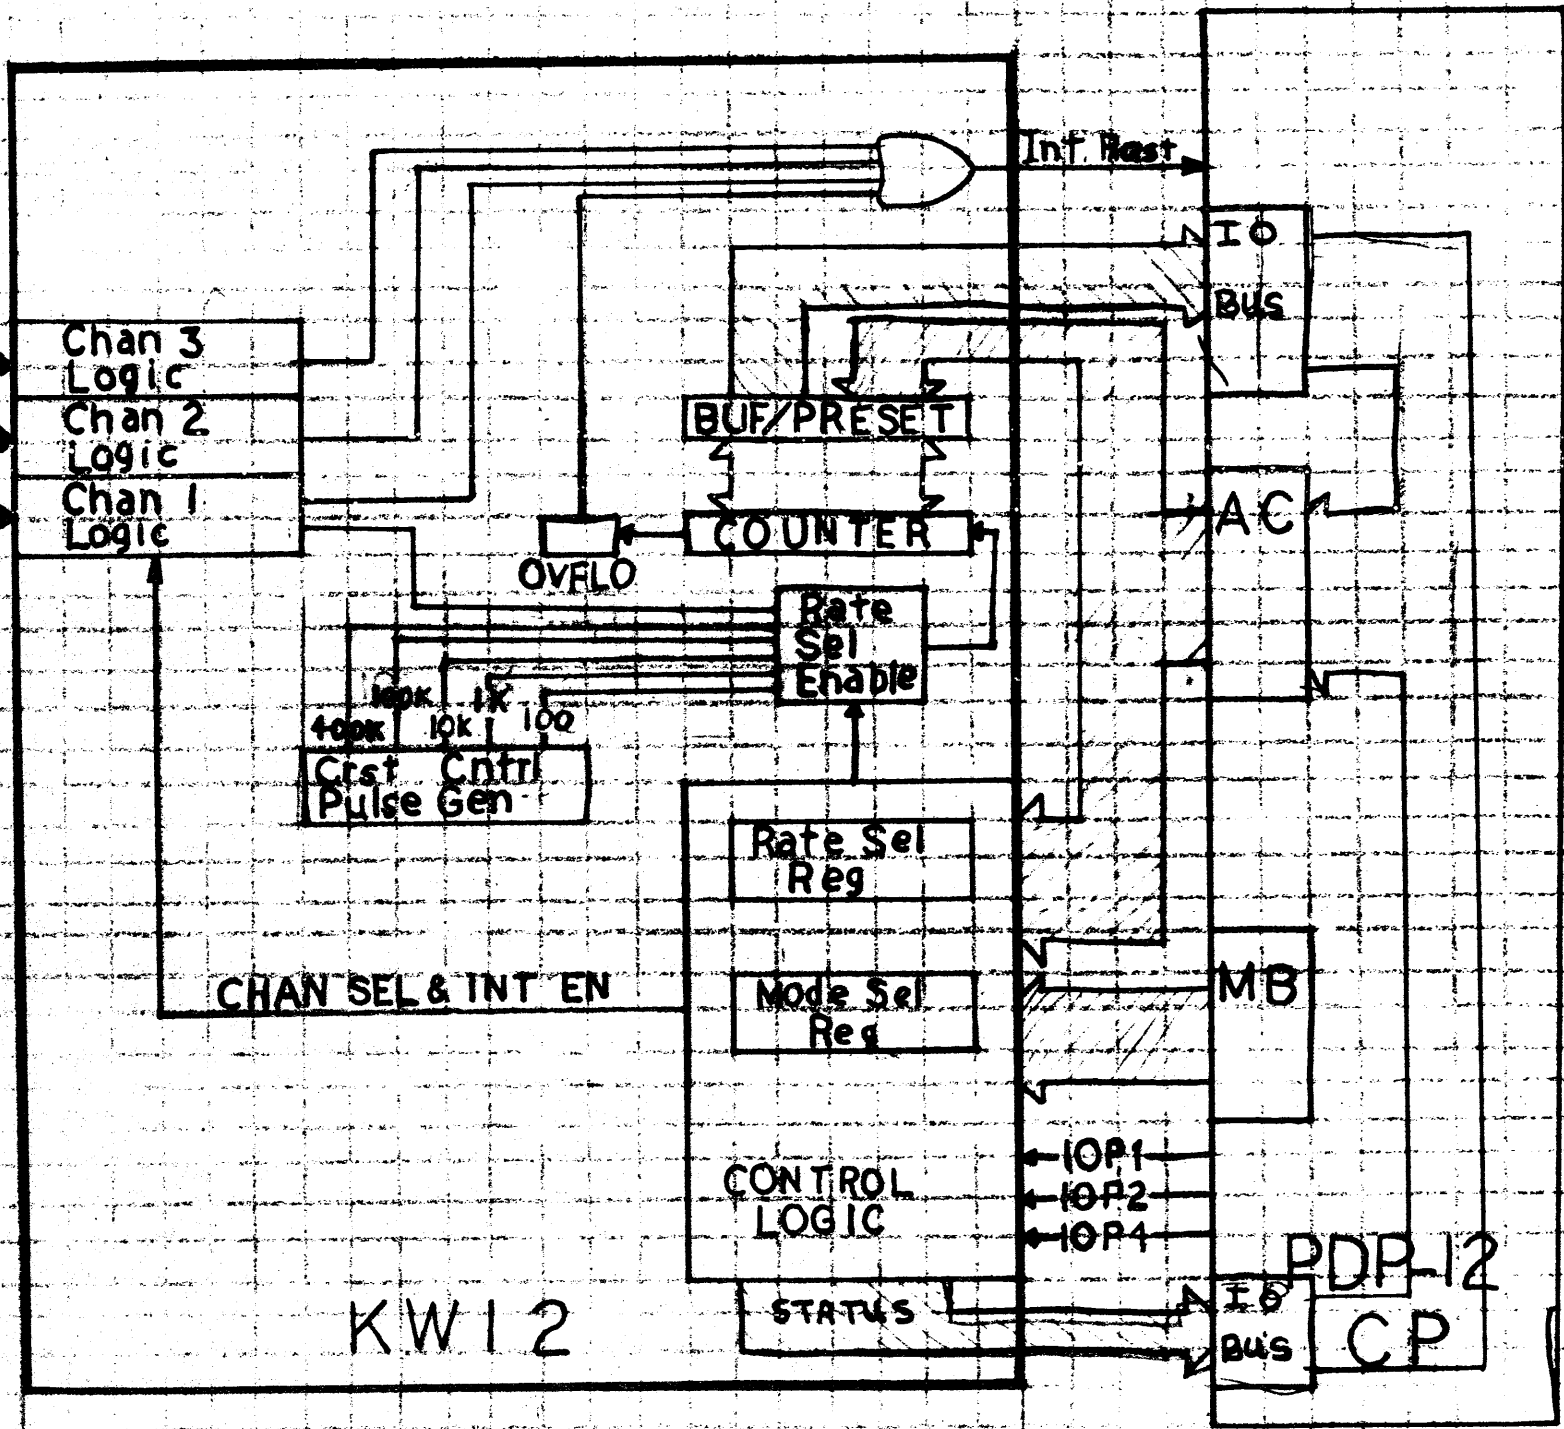 Int Rqst
IO
Bus
Chan 3
Logic
Chan 2
Logic
Chan 1
Logic
BUF/PRESET
AC
COUNTER
OVFLO
Rate
Sel
Enable
100K 1K
400K 10K 100
Crst Cntrl
Pulse Gen
Rate Sel
Reg
CHAN SEL & INT EN
Mode Sel
Reg
MB
IOP1
IOP2
IOP4
CONTROL
LOGIC
PDP-12
CP
IO
Bus
STATUS
KW12